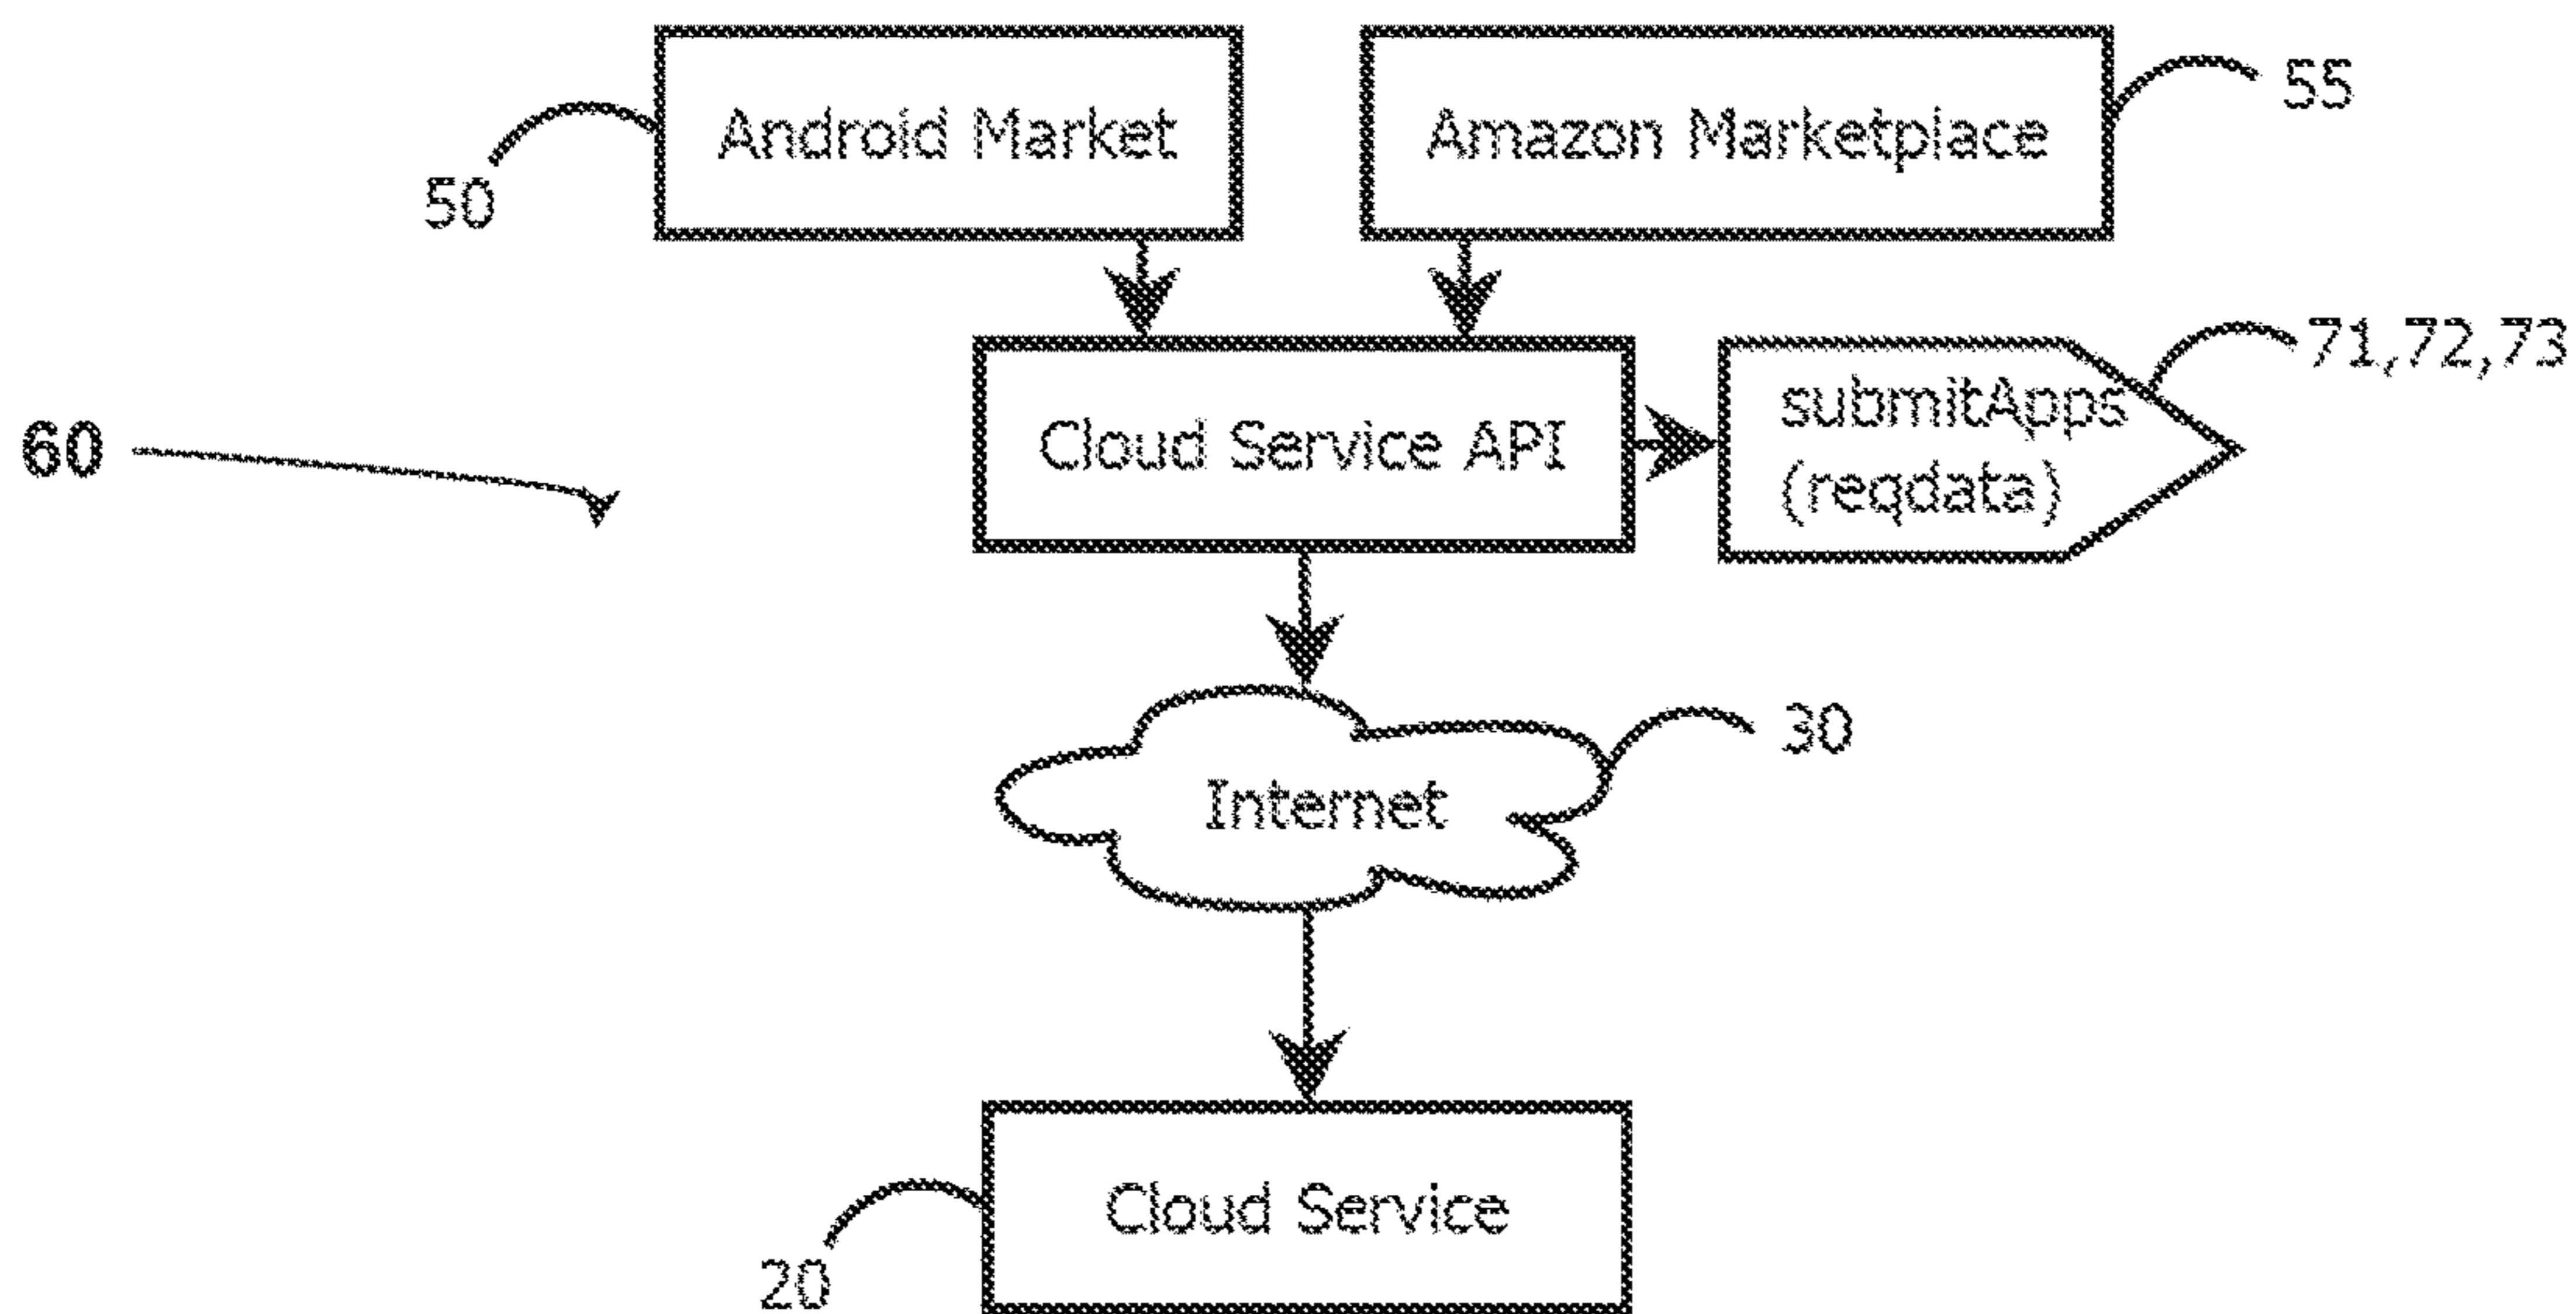 Android Market
Amazon Marketplace
55
50
71,72,73
submitApps
(reqdata)
Cloud Service API
60
30
Internet
Cloud Service
20